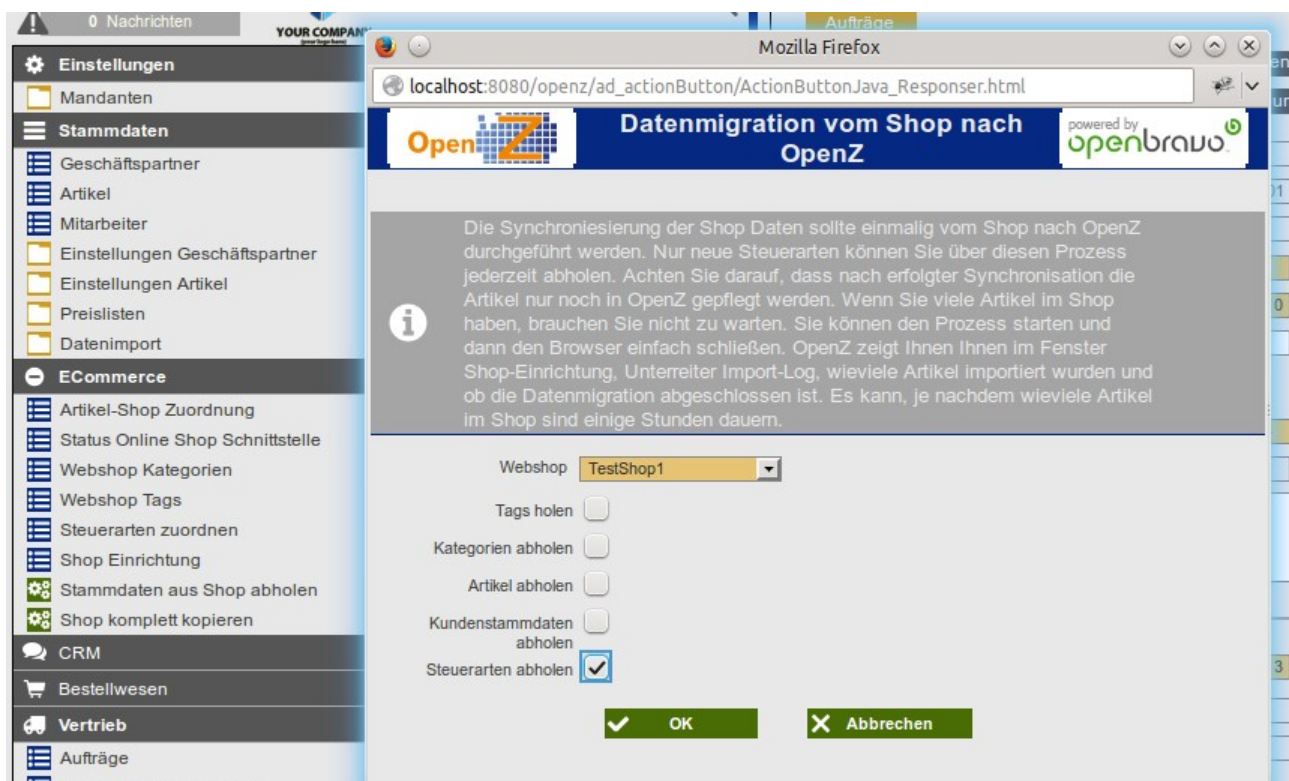 0 Nachrichten
YOUR COMPANY
Aufträge
Einstellungen
Mandanten
Stammdaten
Geschäftspartner
Artikel
Mitarbeiter
Einstellungen Geschäftspartner
Einstellungen Artikel
Preislisten
Datenimport
ECommerce
Artikel-Shop Zuordnung
Status Online Shop Schnittstelle
Webshop Kategorien
Webshop Tags
Steuerarten zuordnen
Shop Einrichtung
Stammdaten aus Shop abholen
Shop komplett kopieren
CRM
Bestellwesen
Vertrieb
Aufträge
Mozilla Firefox
localhost:8080/openz/ad_actionButton/ActionButtonJava_Responser.html
OpenZ
Datenmigration vom Shop nach
OpenZ
powered by
openbravo
Die Synchroniesierung der Shop Daten sollte einmalig vom Shop nach OpenZ
durchgeführt werden. Nur neue Steuerarten können Sie über diesen Prozess
jederzeit abholen. Achten Sie darauf, dass nach erfolgter Synchronisation die
Artikel nur noch in OpenZ gepflegt werden. Wenn Sie viele Artikel im Shop
haben, brauchen Sie nicht zu warten. Sie können den Prozess starten und
dann den Browser einfach schließen. OpenZ zeigt Ihnen Ihnen im Fenster
Shop-Einrichtung, Unterreiter Import-Log, wieviele Artikel importiert wurden und
ob die Datenmigration abgeschlossen ist. Es kann, je nachdem wieviele Artikel
im Shop sind einige Stunden dauern.
Webshop TestShop1
Tags holen
Kategorien abholen
Artikel abholen
Kundenstammdaten
abholen
Steuerarten abholen
OK
Abbrechen
01
0
3